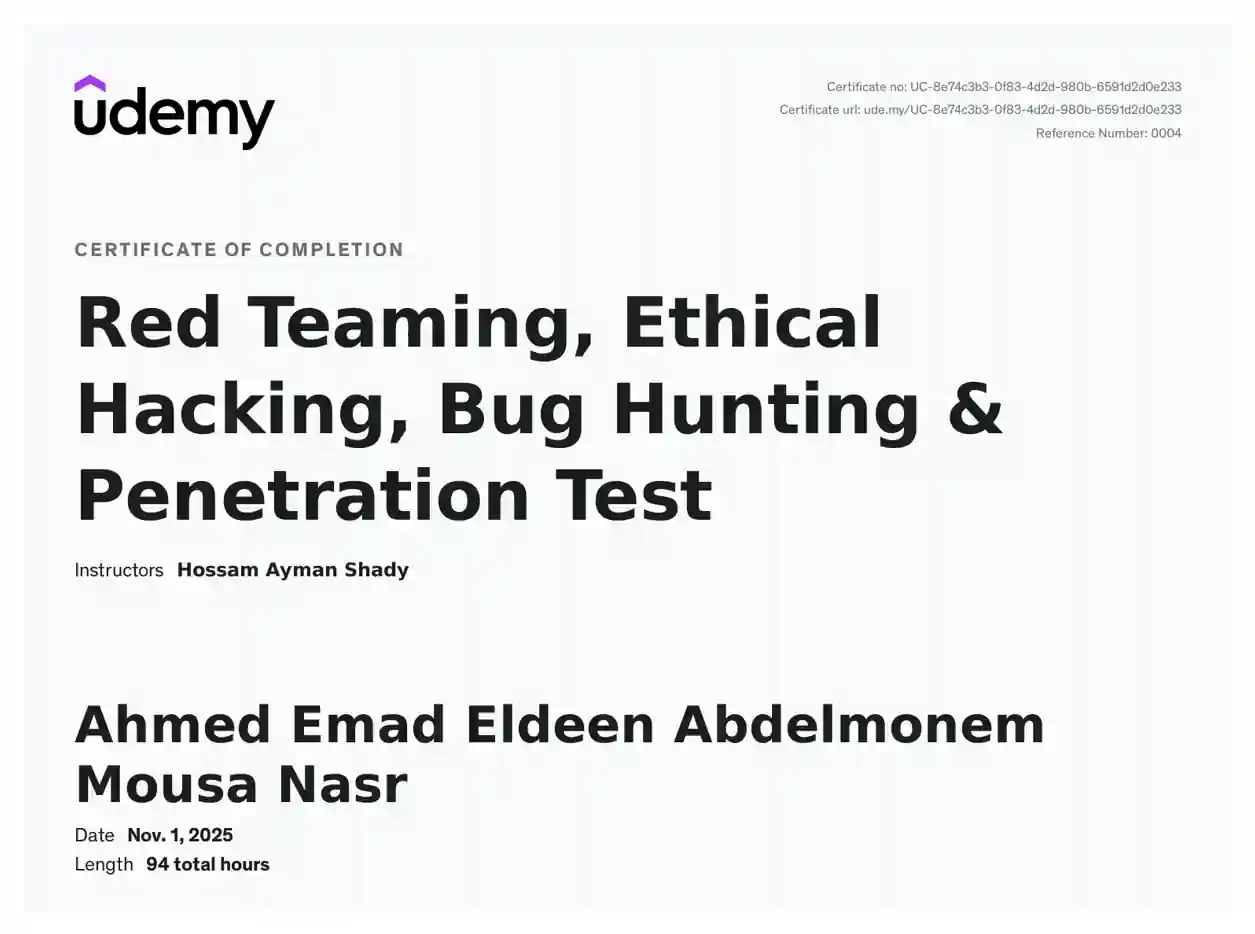 udemy
Certificate no: UC-8e74c3b3-0f83-4d2d-980b-6591d2d0e233
Certificate url: ude.my/UC-8e74c3b3-0f83-4d2d-980b-6591d2d0e233
Reference Number: 0004
CERTIFICATE OF COMPLETION
Red Teaming, Ethical
Hacking, Bug Hunting &
Penetration Test
Instructors Hossam Ayman Shady
Ahmed Emad Eldeen Abdelmonem
Mousa Nasr
Date Nov. 1, 2025
Length 94 total hours